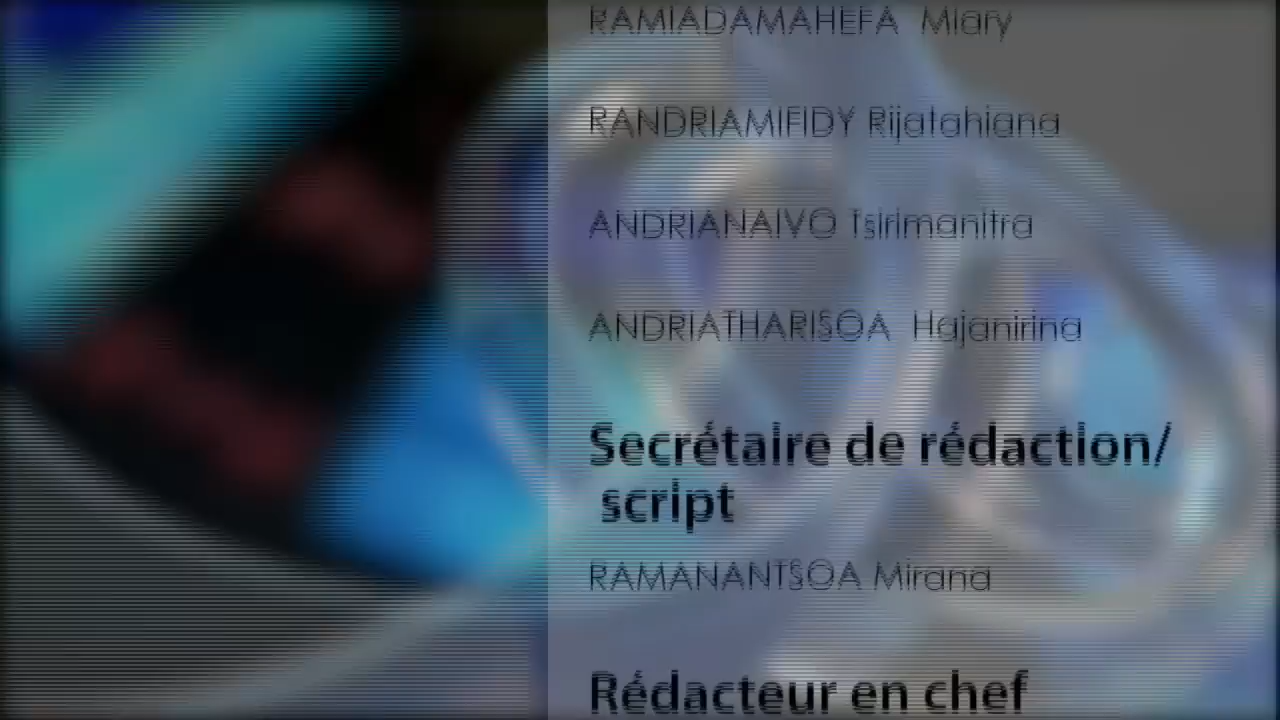 RAMIADAMAHEFA Miary
RANDRIAMIFIDY Rijatahiana
ANDRIANAIVO Tsirimanitra
ANDRIATHARISOA Hajanirina
Secrétaire de rédaction/
script
RAMANANTSOA Mirana
Rédacteur en chef